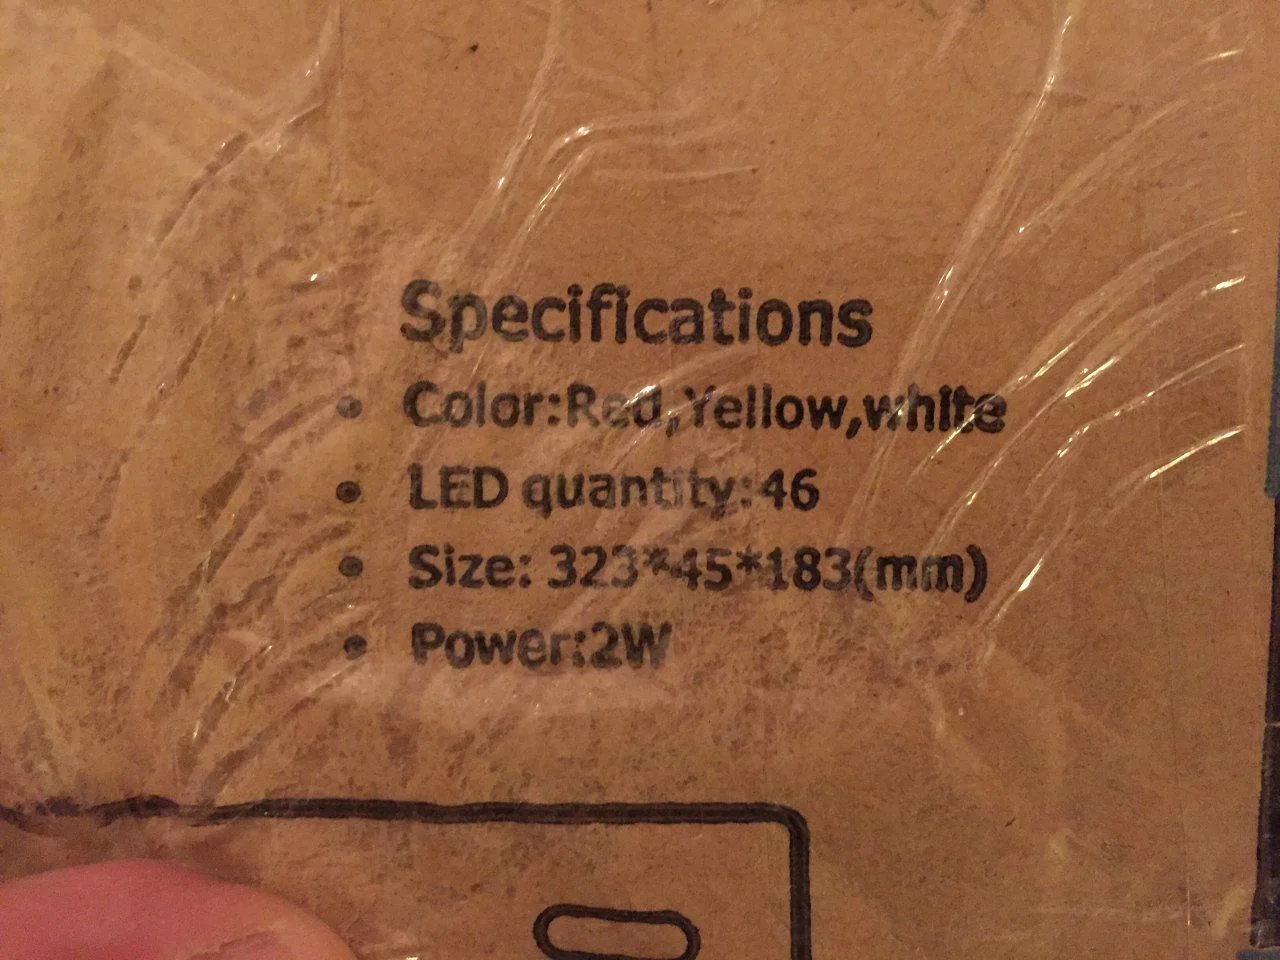 Specifications
• Color:Red,Yellow,white
• LED quantity:46
• Size: 323*45*183(mm)
• Power:2W